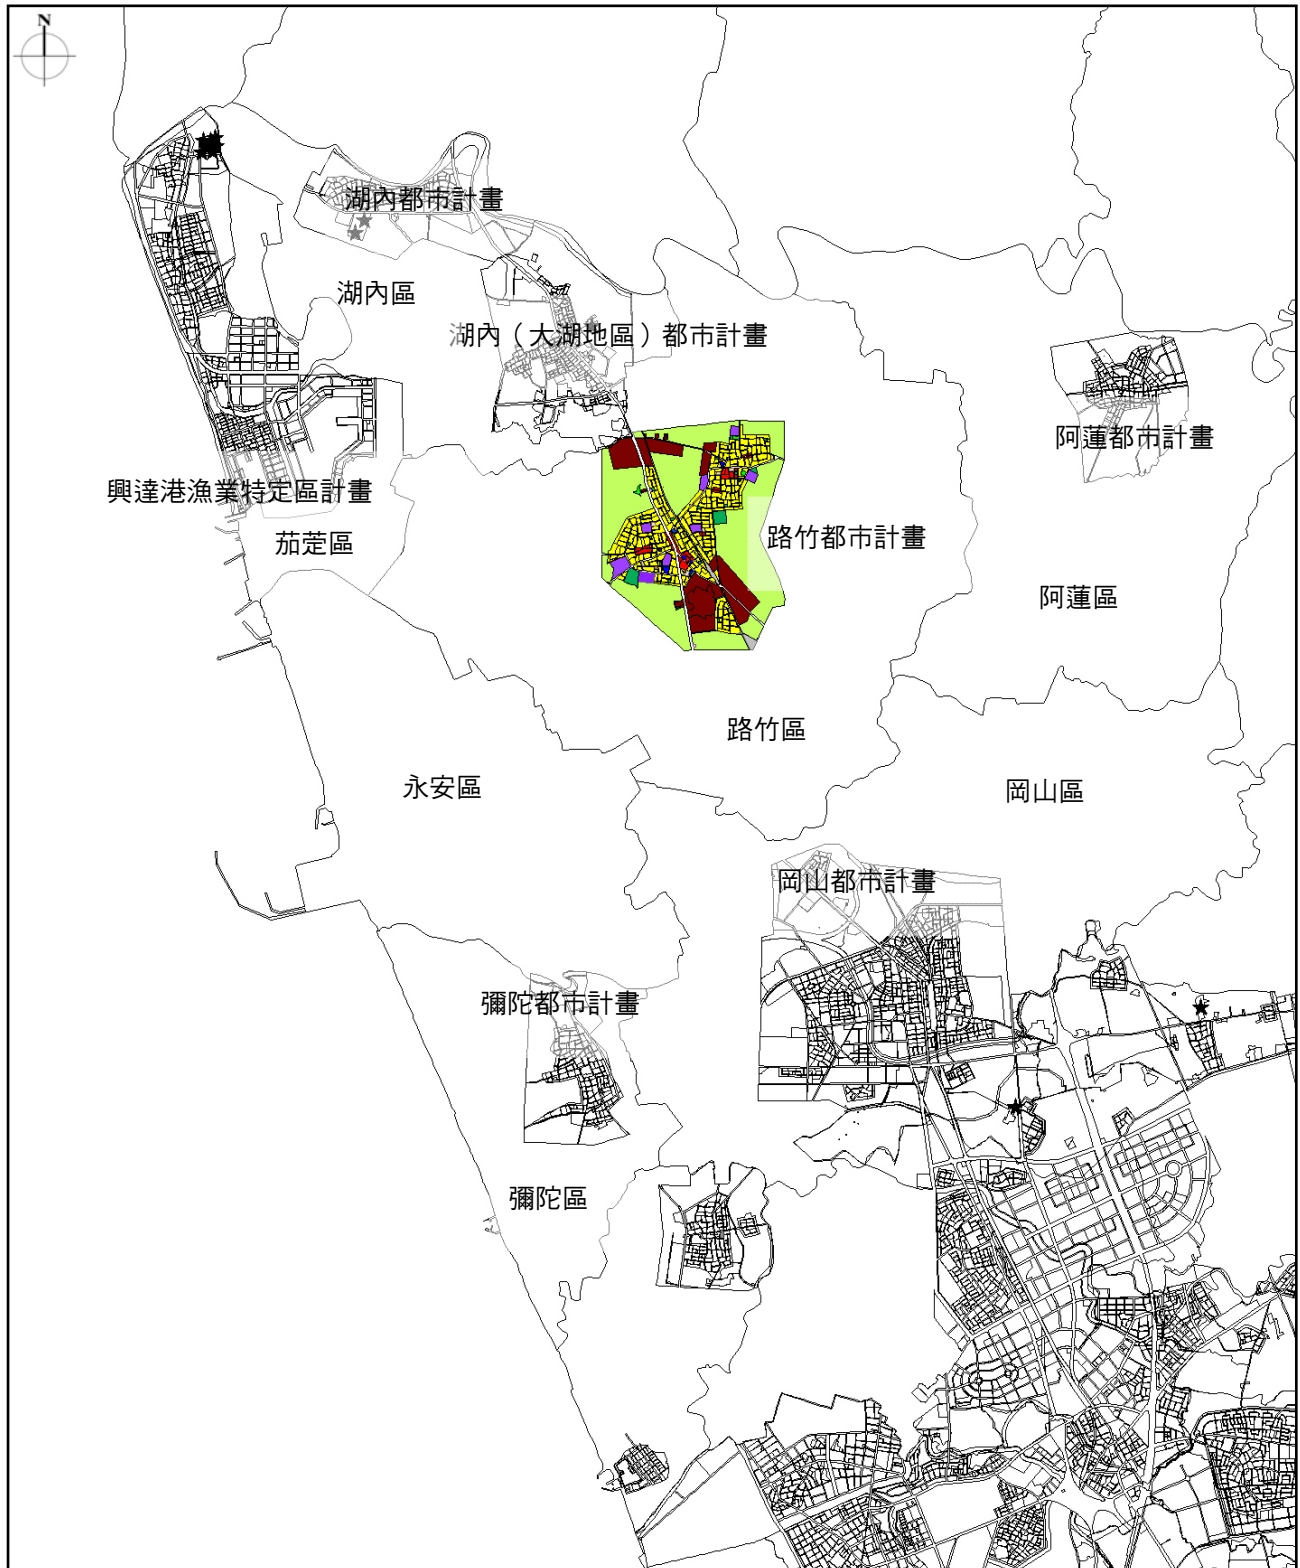 N
湖內都市計畫
湖內區
湖內（大湖地區）都市計畫
阿蓮都市計畫
興達港漁業特定區計畫
茄萣區
路竹都市計畫
阿蓮區
路竹區
永安區
岡山區
岡山都市計畫
彌陀都市計畫
彌陀區